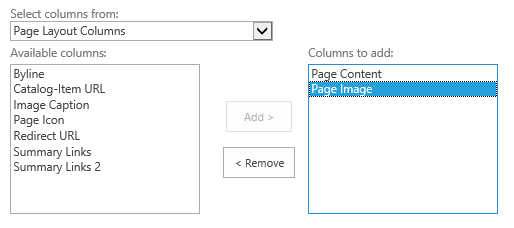 Select columns from:
Page Layout Columns
Available columns:
Byline
Catalog-Item URL
Image Caption
Page Icon
Redirect URL
Summary Links
Summary Links 2
Add >
< Remove
Columns to add:
Page Content
Page Image